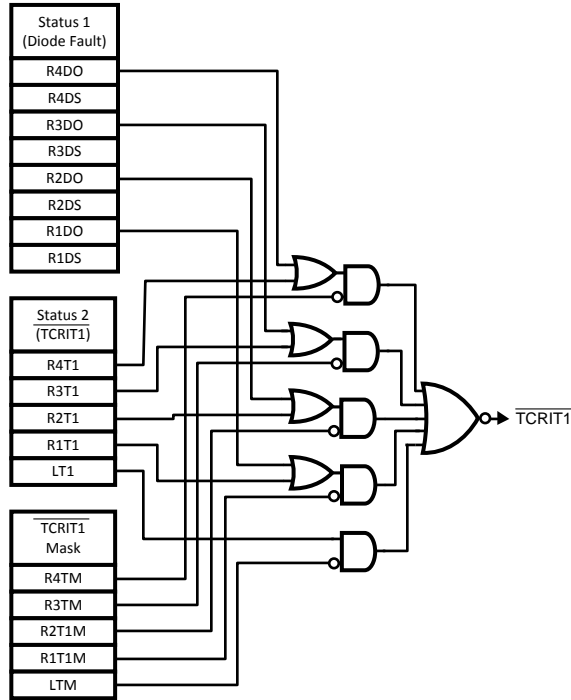 Status 1
(Diode Fault)
R4DO
R4DS
R3DO
R3DS
R2DO
R2DS
R1DO
R1DS
Status 2
(TCRIT1)
R4T1
R3T1
R2T1
R1T1
LT1
TCRIT1
Mask
R4TM
R3TM
R2T1M
R1T1M
LTM
TCRIT1